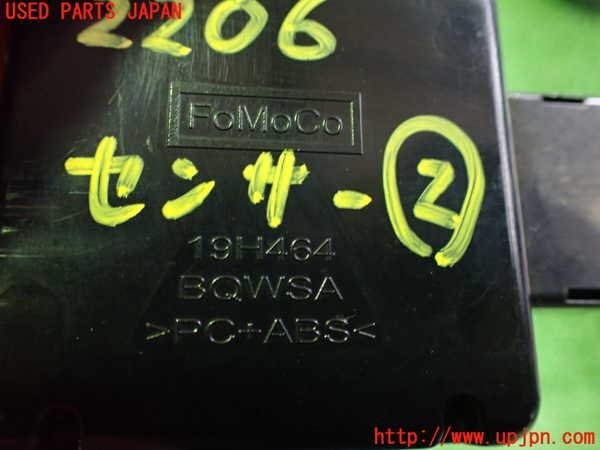 USED PARTS JAPAN
2206
FoMoCo
センサー②
19H464
BQWSA
>PC+ABS<
http://www.upjpn.com/